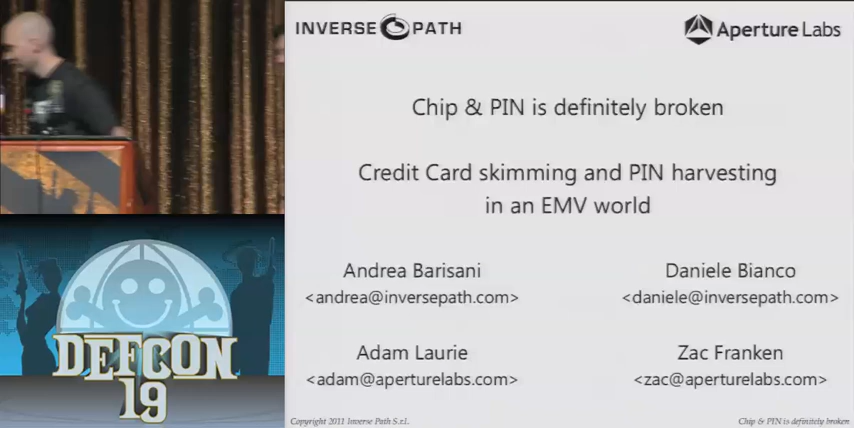 INVERSE PATH
Aperture Labs
Chip & PIN is definitely broken
Credit Card skimming and PIN harvesting
in an EMV world
Andrea Barisani
<andrea@inversepath.com>
Daniele Bianco
<daniele@inversepath.com>
Adam Laurie
<adam@aperturelabs.com>
Zac Franken
<zac@aperturelabs.com>
DEFCON
19
Copyright 2011 Inverse Path S.r.l.
Chip & PIN is definitely broken